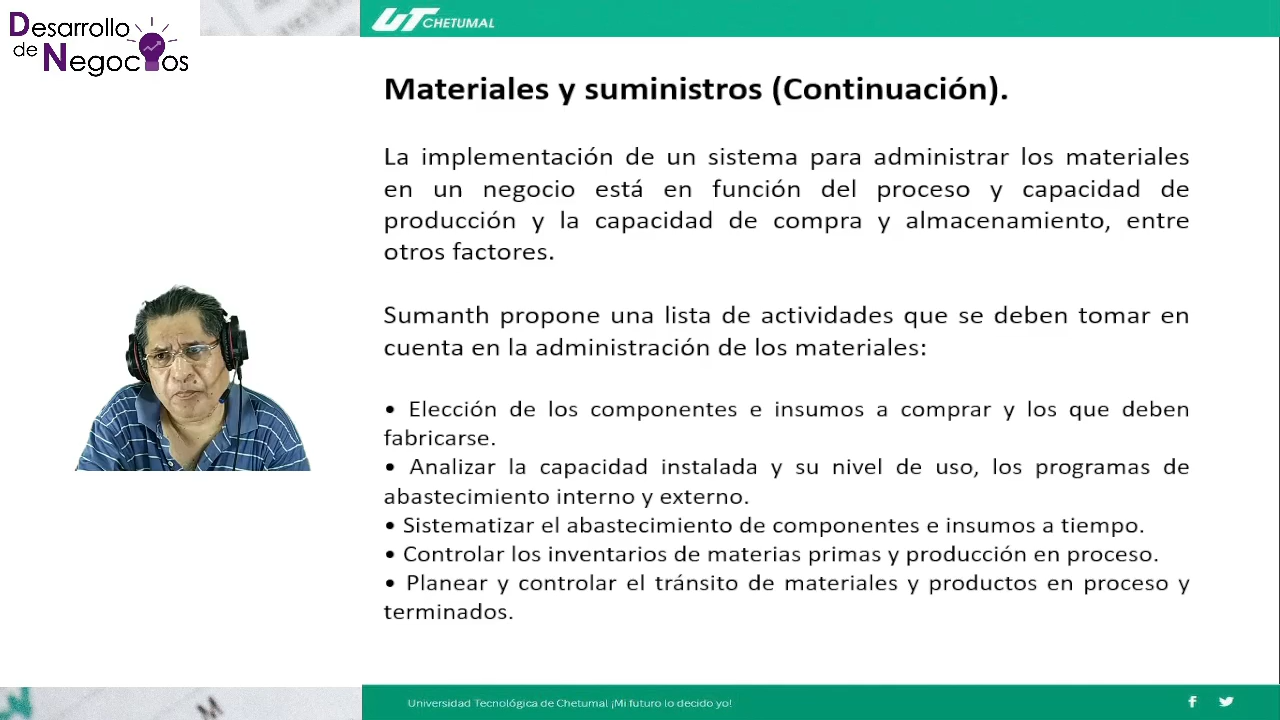 Desarrollo
de
Negocios
UT CHETUMAL
Materiales y suministros (Continuación).
La implementación de un sistema para administrar los materiales
en un negocio está en función del proceso y capacidad de
producción y la capacidad de compra y almacenamiento, entre
otros factores.
Sumanth propone una lista de actividades que se deben tomar en
cuenta en la administración de los materiales:
• Elección de los componentes e insumos a comprar y los que deben
fabricarse.
• Analizar la capacidad instalada y su nivel de uso, los programas de
abastecimiento interno y externo.
• Sistematizar el abastecimiento de componentes e insumos a tiempo.
• Controlar los inventarios de materias primas y producción en proceso.
• Planear y controlar el tránsito de materiales y productos en proceso y
terminados.
Universidad Tecnológica de Chetumal ¡Mi futuro lo decido yo!